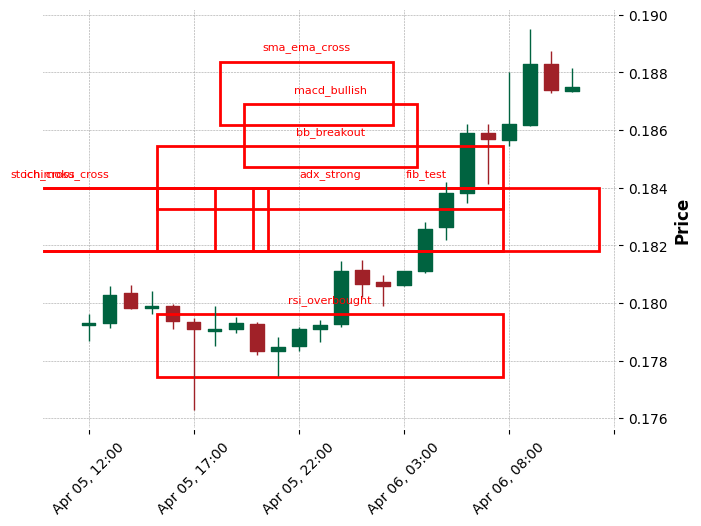 0.190
sma_ema_cross
0.188
macd_bullish
0.186
bb_breakout
adx_strong
fib_test
0.184
0.182
Price
rsi_overbought
0.180
0.178
0.176
Apr 05, 12:00
Apr 05, 17:00
Apr 05, 22:00
Apr 06, 03:00
Apr 06, 08:00